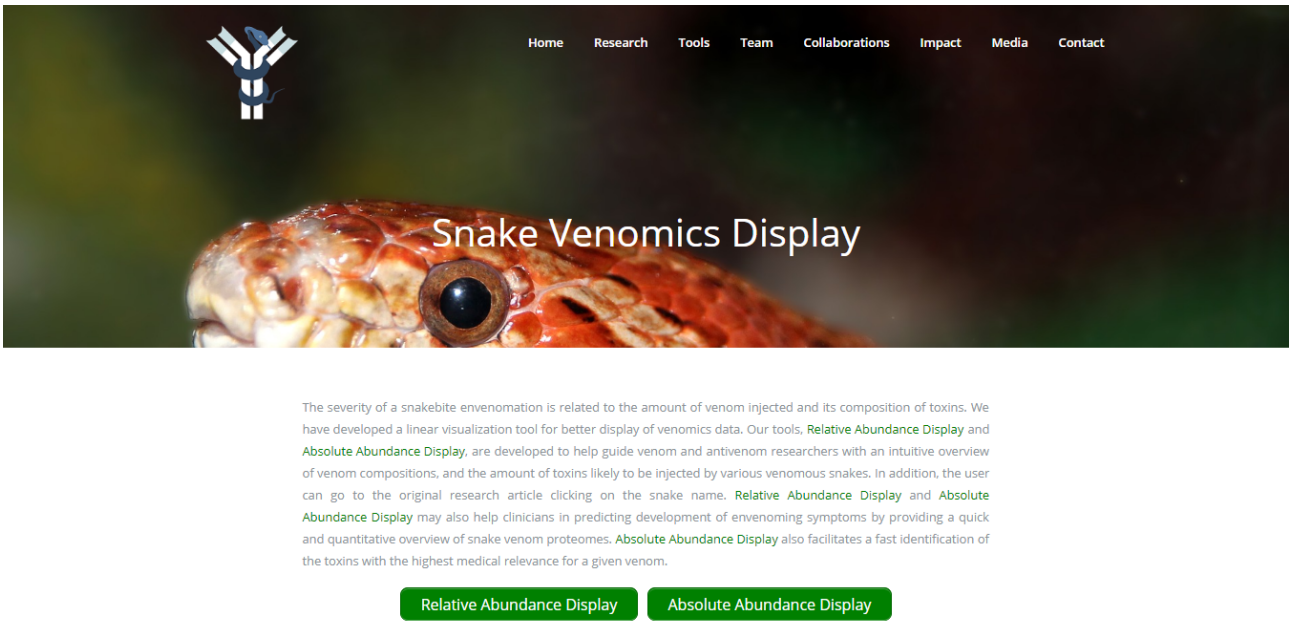 Home Research Tools Team Collaborations Impact Media Contact
Snake Venomics Display
The severity of a snakebite envenomation is related to the amount of venom injected and its composition of toxins. We
have developed a linear visualization tool for better display of venomics data. Our tools, Relative Abundance Display and
Absolute Abundance Display, are developed to help guide venom and antivenom researchers with an intuitive overview
of venom compositions, and the amount of toxins likely to be injected by various venomous snakes. In addition, the user
can go to the original research article clicking on the snake name. Relative Abundance Display and Absolute
Abundance Display may also help clinicians in predicting development of envenoming symptoms by providing a quick
and quantitative overview of snake venom proteomes. Absolute Abundance Display also facilitates a fast identification of
the toxins with the highest medical relevance for a given venom.
Relative Abundance Display Absolute Abundance Display